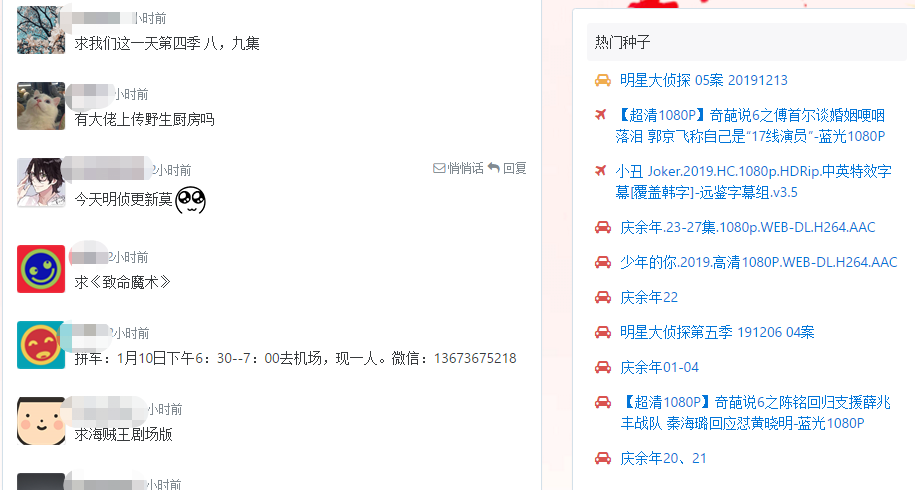 小时前
求我们这一天第四季 八，九集
小时前
有大佬上传野生厨房吗
2小时前
悄悄话 回复
今天明侦更新莫
2小时前
求《致命魔术》
2小时前
拼车：1月10日下午6：30--7：00去机场，现一人。微信：13673675218
小时前
求海贼王剧场版
小时前
热门种子
明星大侦探 05案 20191213
【超清1080P】奇葩说6之傅首尔谈婚姻哽咽
落泪 郭京飞称自己是“17线演员”-蓝光1080P
小丑 Joker.2019.HC.1080p.HDRip.中英特效字
幕[覆盖韩字]-远鉴字幕组.v3.5
庆余年.23-27集.1080p.WEB-DL.H264.AAC
少年的你.2019.高清1080P.WEB-DL.H264.AAC
庆余年22
明星大侦探第五季 191206 04案
庆余年01-04
【超清1080P】奇葩说6之陈铭回归支援薛兆
丰战队 秦海璐回应怼黄晓明-蓝光1080P
庆余年20、21